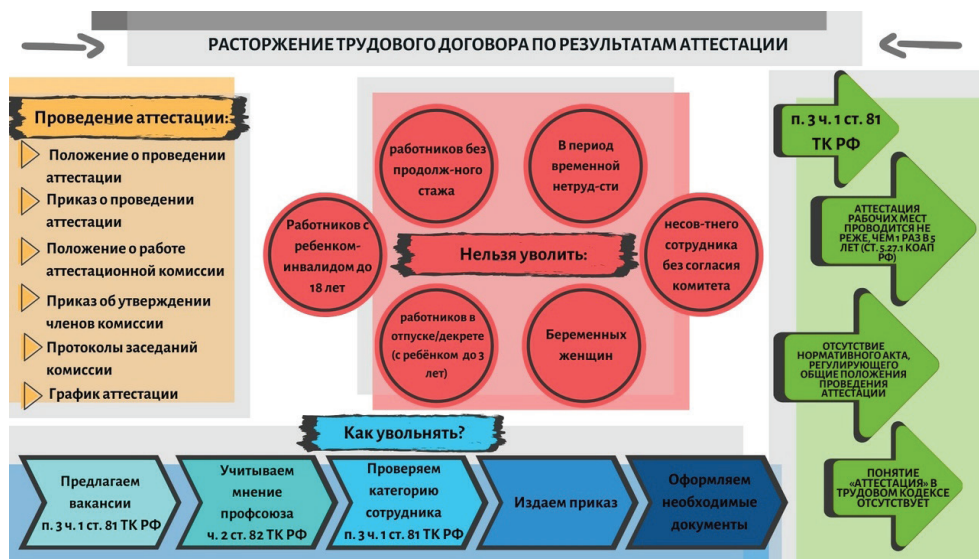 РАСТОРЖЕНИЕ ТРУДОВОГО ДОГОВОРА ПО РЕЗУЛЬТАТАМ АТТЕСТАЦИИ
Проведение аттестации:
Положение о проведении
аттестации
Приказ о проведении
аттестации
Положение о работе
аттестационной комиссии
Приказ об утверждении
членов комиссии
Протоколы заседаний
комиссии
График аттестации
работников без
продолж-ного
стажа
В период
временной
нетруд-сти
Работников с
ребенком-
инвалидом до
18 лет
Нельзя уволить:
несов-тнего
сотрудника
без согласия
комитета
работников в
отпуске/декрете
(с ребёнком до 3
лет)
Беременных
женщин
п. 3 ч. 1 ст. 81
ТК РФ
АТТЕСТАЦИЯ
РАБОЧИХ МЕСТ
ПРОВОДИТСЯ НЕ
РЕЖЕ, ЧЕМ 1 РАЗ В 5
ЛЕТ (СТ. 5.27.1 КОАП
РФ)
ОТСУТСТВИЕ
НОРМАТИВНОГО АКТА,
РЕГУЛИРУЮЩЕГО
ОБЩИЕ ПОЛОЖЕНИЯ
ПРОВЕДЕНИЯ
АТТЕСТАЦИИ
ПОНЯТИЕ
«АТТЕСТАЦИЯ» В
ТРУДОВОМ КОДЕКСЕ
ОТСУТСТВУЕТ
Как увольнять?
Предлагаем
вакансии
п. 3 ч. 1 ст. 81 ТК РФ
Учитываем
мнение
профсоюза
ч. 2 ст. 82 ТК РФ
Проверяем
категорию
сотрудника
п. 3 ч. 1 ст. 81 ТК РФ
Издаем приказ
Оформляем
необходимые
документы